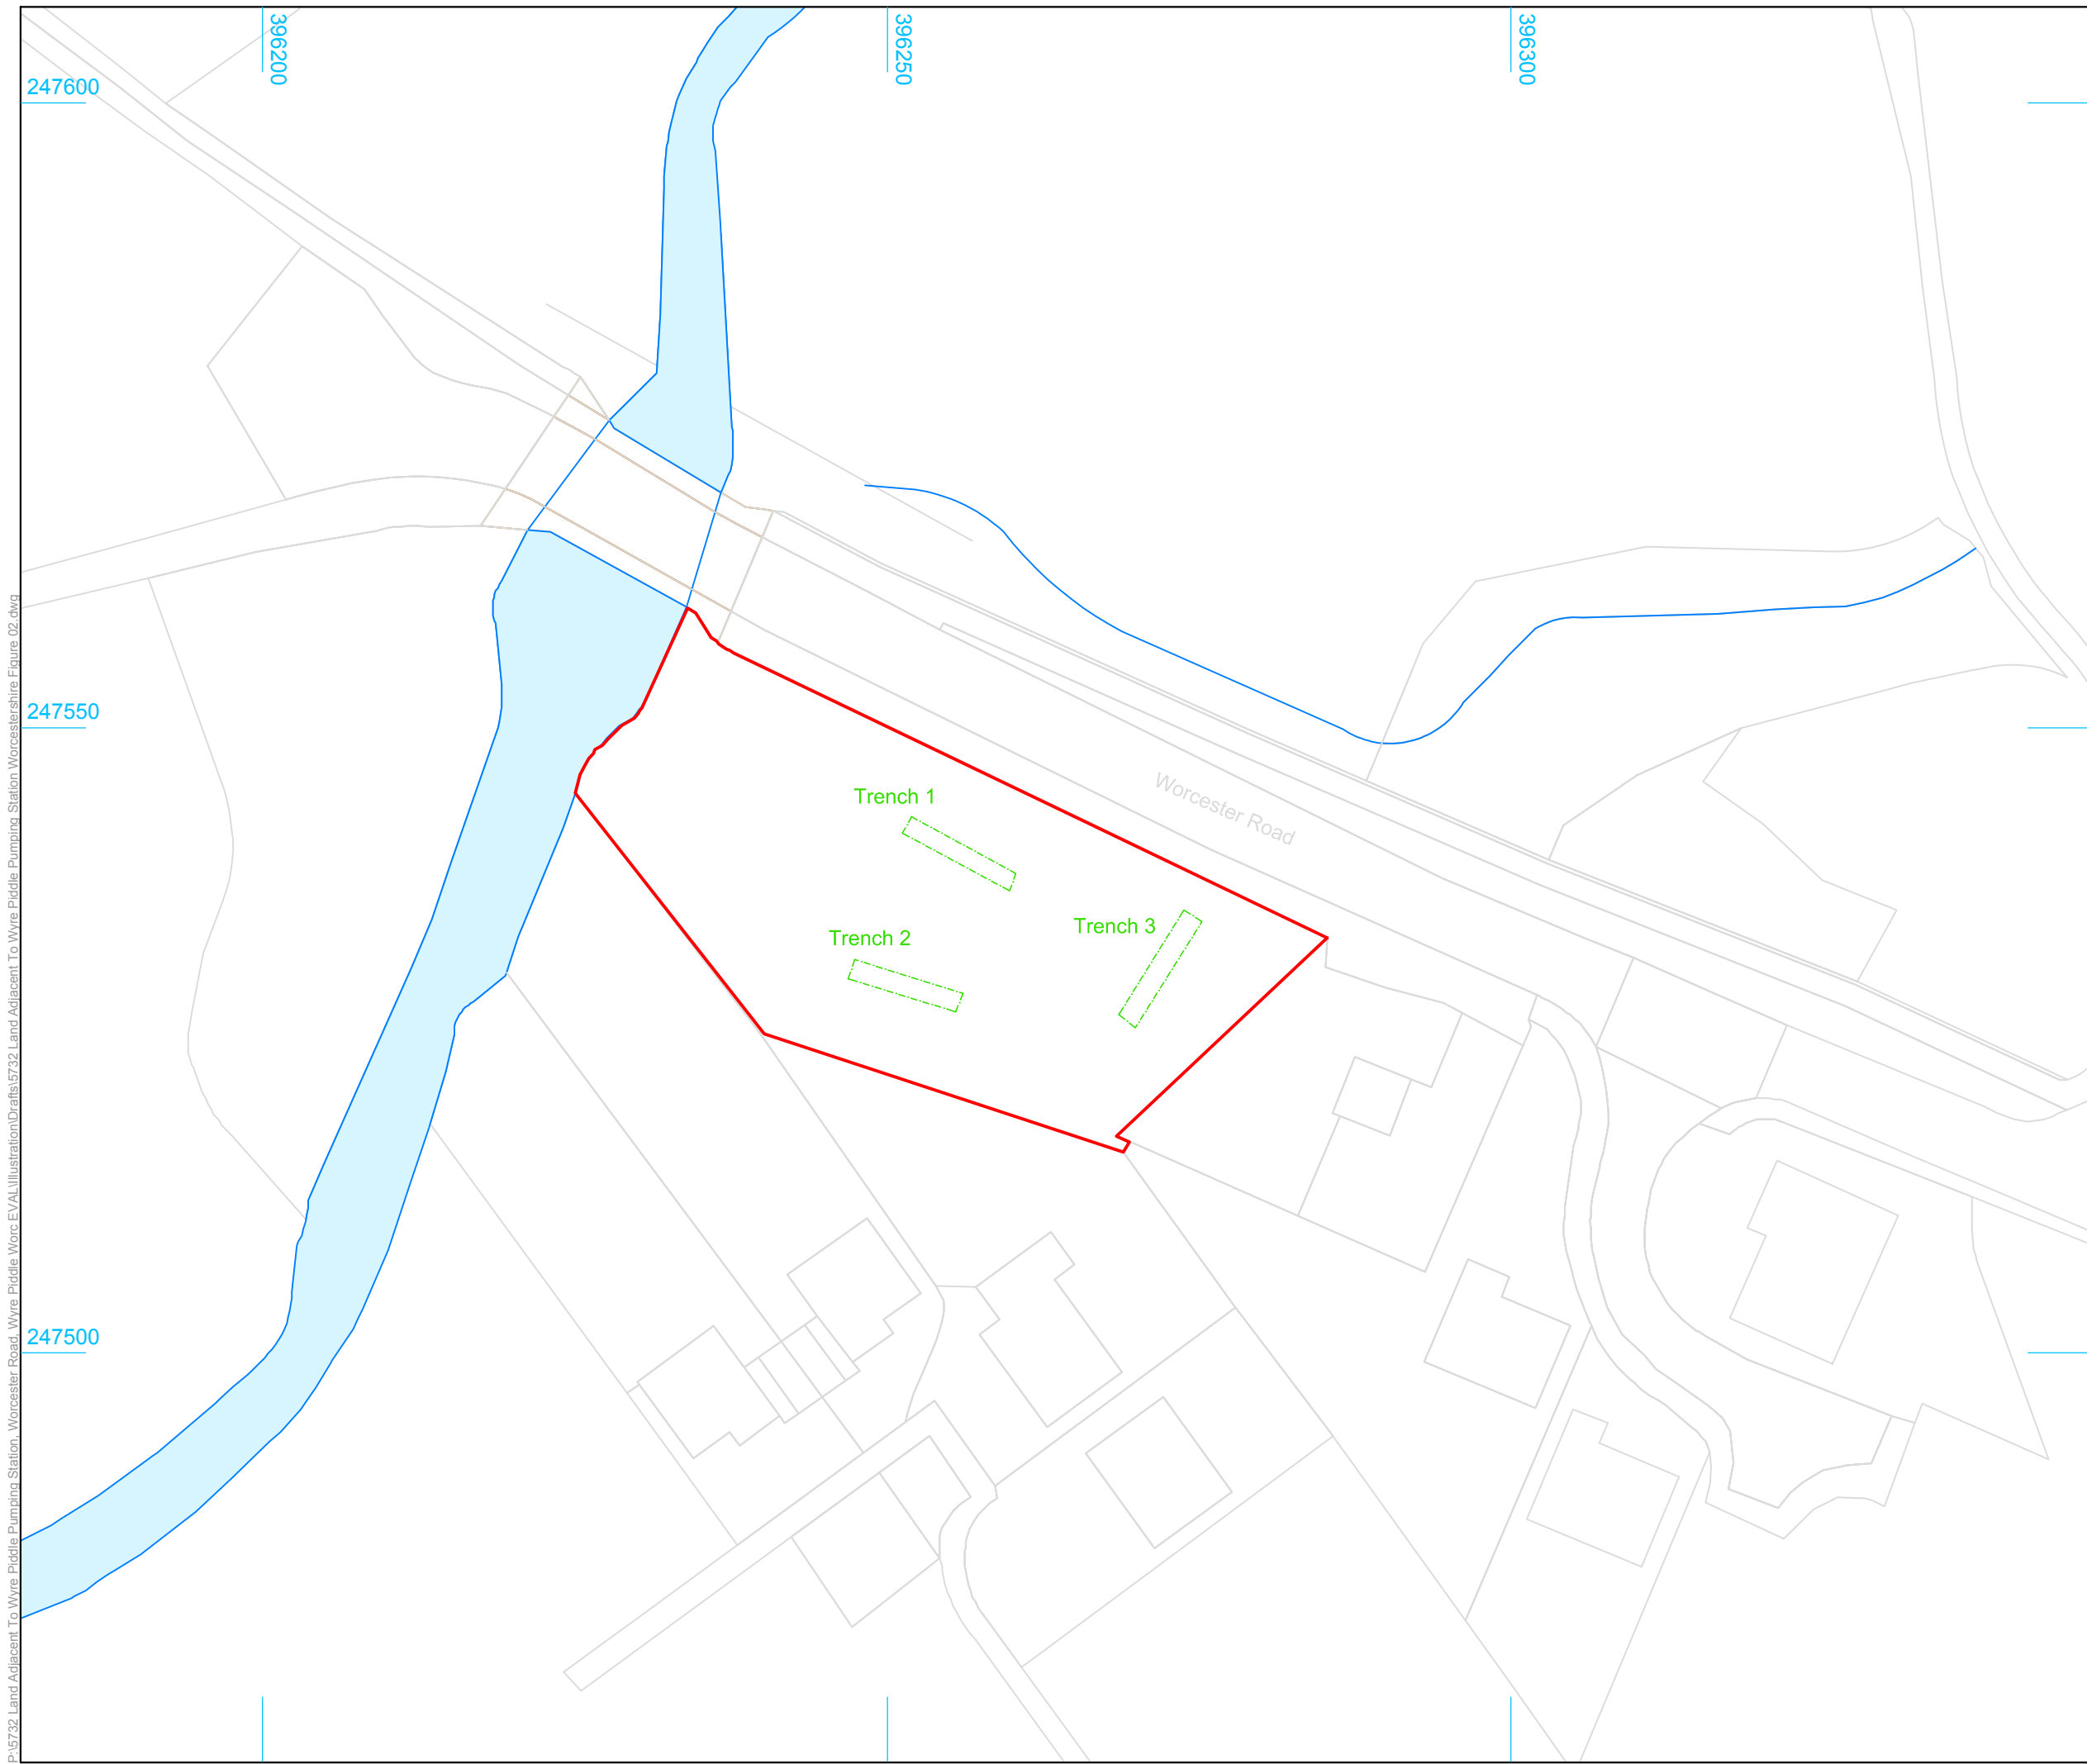 396200
396250
396300
247600
247550
Worcester Road
Trench 1
Trench 2
Trench 3
247500
P:\5732 Land Adjacent To Wyre Piddle Pumping Station, Worcester Road, Wyre Piddle Worc EVAL\Illustration\Drafts\5732 Land Adjacent To Wyre Piddle Pumping Station Worcestershire Figure 02.dwg